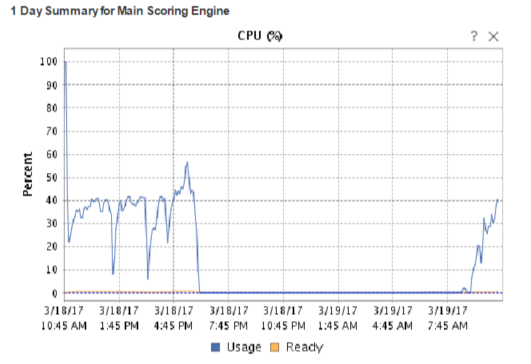 1 Day Summary for Main Scoring Engine
CPU (%)
? ×
100
90
80
70
60
50
40
30
20
10
0
Percent
3/18/17 3/18/17 3/18/17 3/18/17 3/18/17 3/19/17 3/19/17 3/19/17
10:45 AM 1:45 PM 4:45 PM 7:45 PM 10:45 PM 1:45 AM 4:45 AM 7:45 AM
Usage Ready